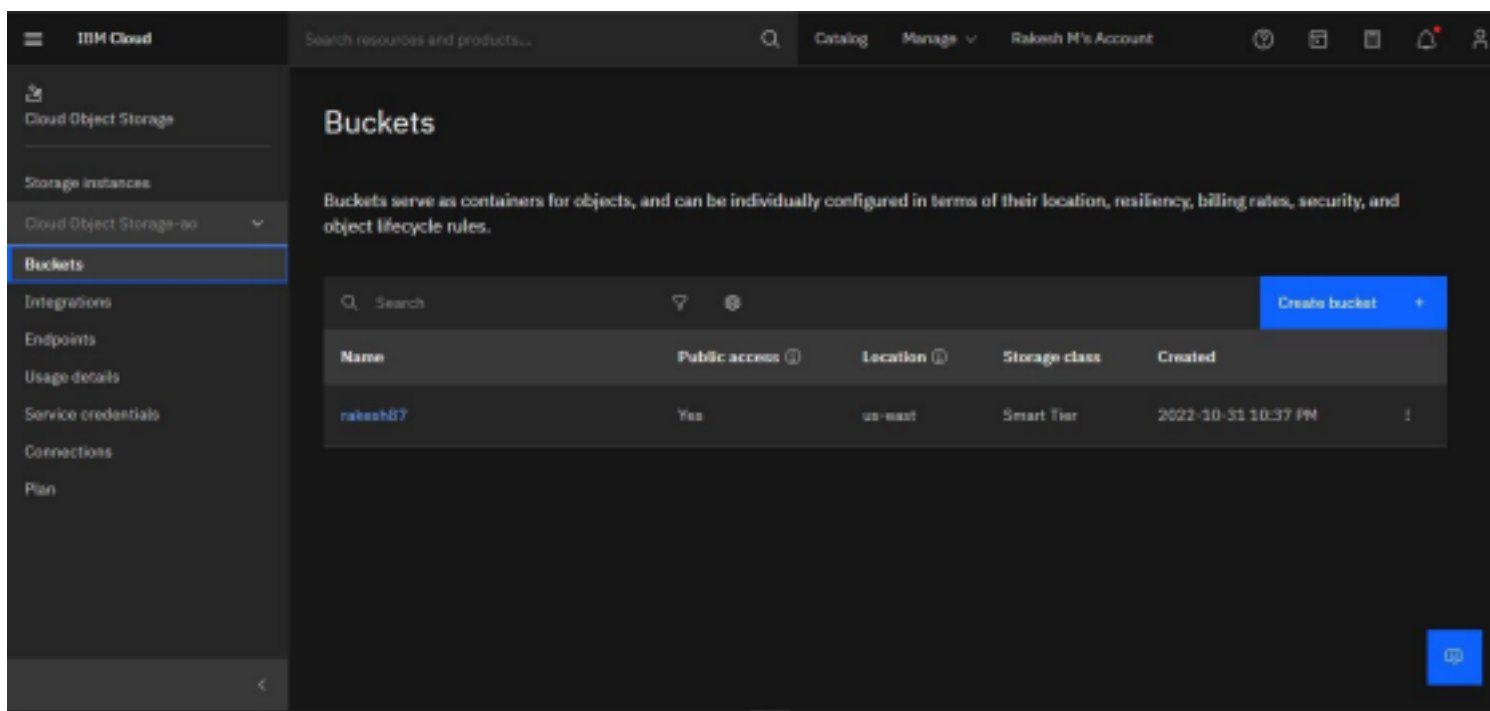 IBM Cloud
Search resources and products...
Catalog
Manage
Rakesh M's Account
Cloud Object Storage
Storage instances
Cloud Object Storage-ao
Buckets
Integrations
Endpoints
Usage details
Service credentials
Connections
Plan
Buckets
Buckets serve as containers for objects, and can be individually configured in terms of their location, resiliency, billing rates, security, and
object lifecycle rules.
Search
Create bucket +
Name Public access Location Storage class Created
rakesh87 Yes us-east Smart Tier 2022-10-31 10:37 PM